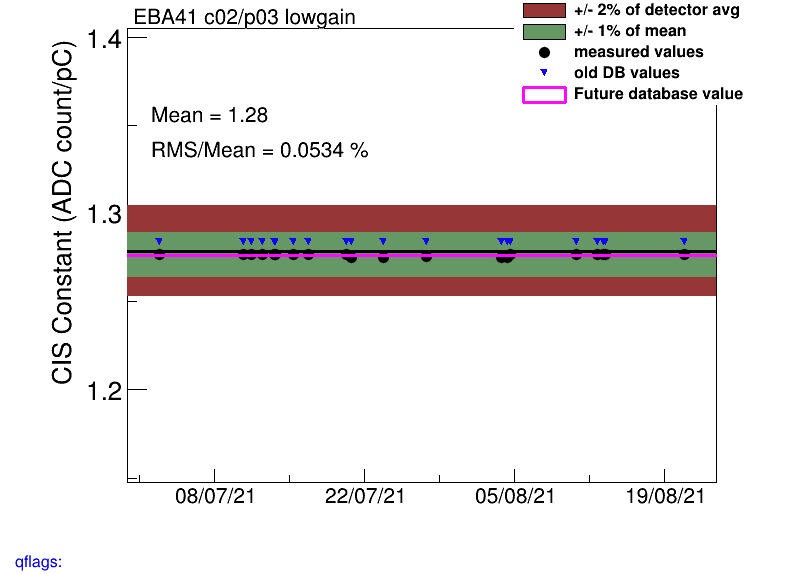 EBA41 c02/p03 lowgain
+/- 2% of detector avg
+/- 1% of mean
measured values
old DB values
Future database value
Mean = 1.28
RMS/Mean = 0.0534 %
CIS Constant (ADC count/pC)
1.4
1.3
1.2
08/07/21 22/07/21 05/08/21 19/08/21
qflags: